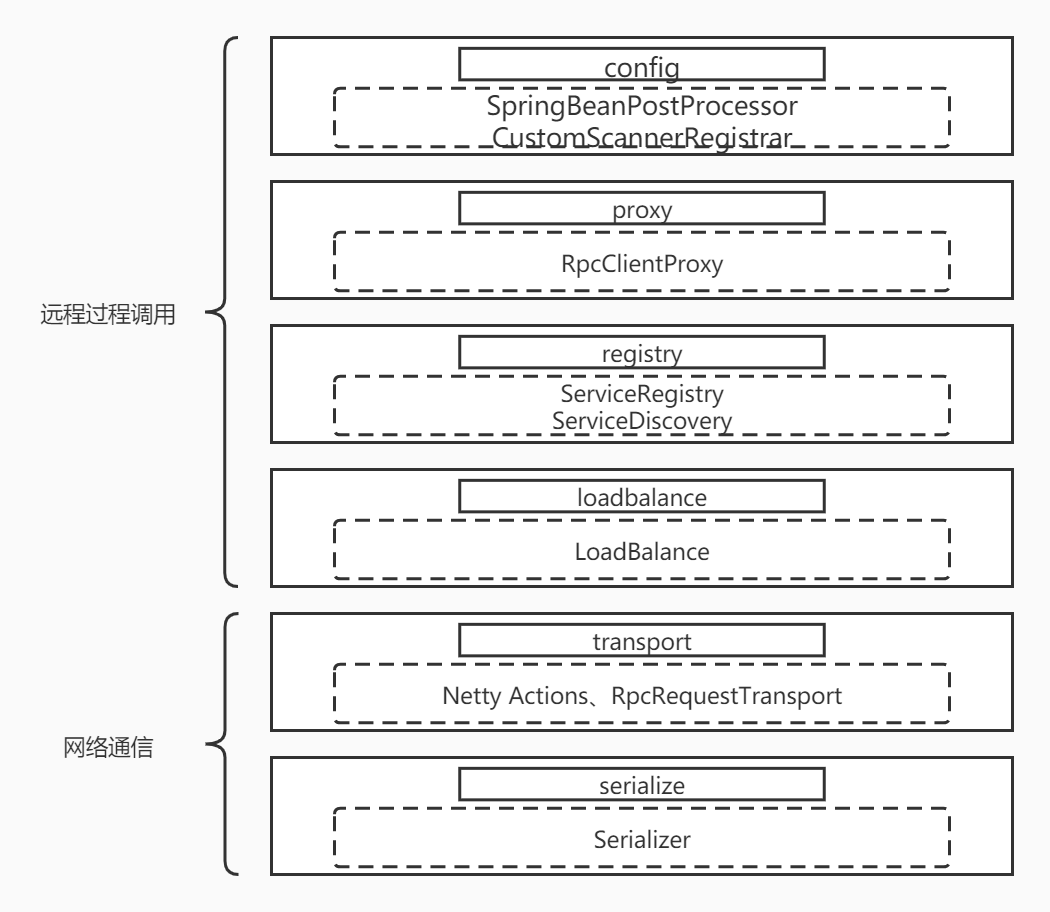 config
SpringBeanPostProcessor
CustomScannerRegistrar
proxy
RpcClientProxy
远程过程调用
registry
ServiceRegistry
ServiceDiscovery
loadbalance
LoadBalance
transport
Netty Actions、RpcRequestTransport
网络通信
serialize
Serializer